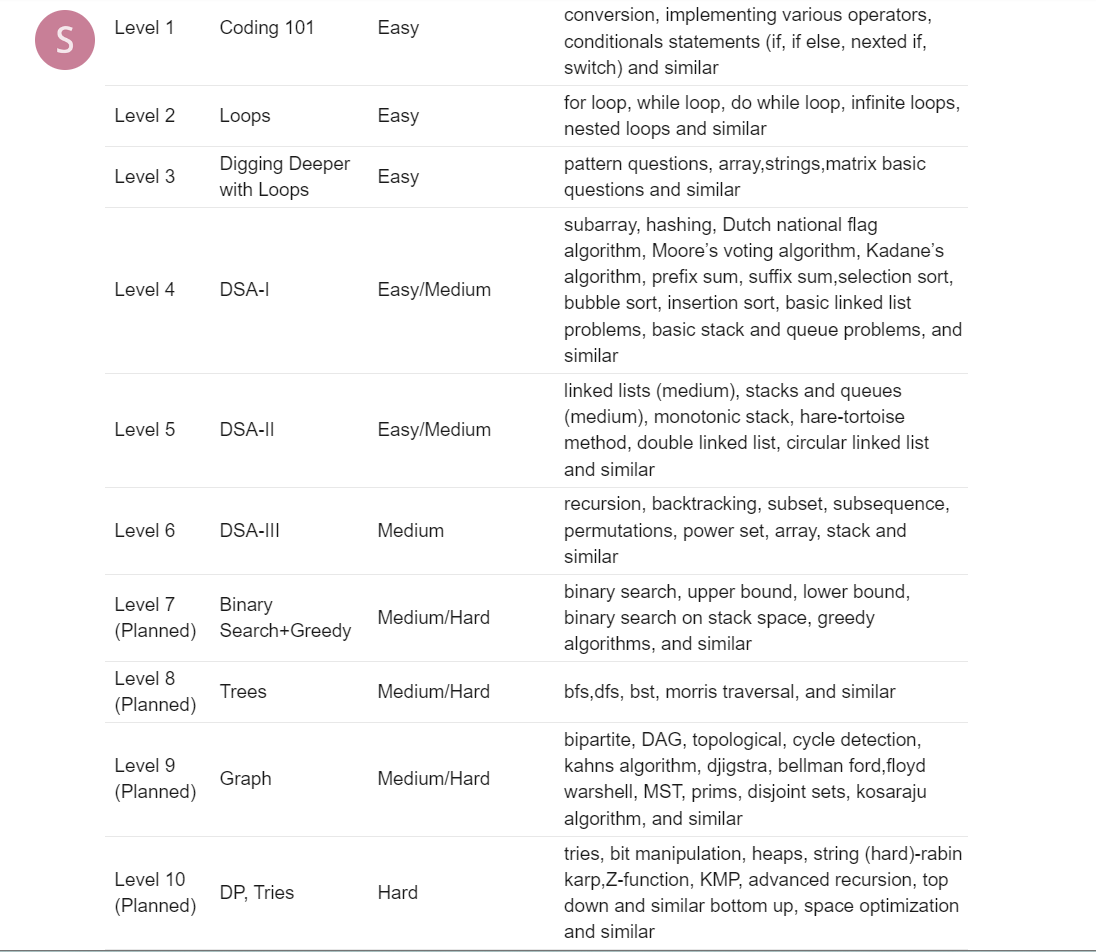 S
Level 1 Coding 101 Easy conversion, implementing various operators,
conditionals statements (if, if else, nexted if,
switch) and similar
Level 2 Loops Easy for loop, while loop, do while loop, infinite loops,
nested loops and similar
Level 3 Digging Deeper
with Loops Easy pattern questions, array,strings,matrix basic
questions and similar
Level 4 DSA-I Easy/Medium subarray, hashing, Dutch national flag
algorithm, Moore’s voting algorithm, Kadane’s
algorithm, prefix sum, suffix sum,selection sort,
bubble sort, insertion sort, basic linked list
problems, basic stack and queue problems, and
similar
Level 5 DSA-II Easy/Medium linked lists (medium), stacks and queues
(medium), monotonic stack, hare-tortoise
method, double linked list, circular linked list
and similar
Level 6 DSA-III Medium recursion, backtracking, subset, subsequence,
permutations, power set, array, stack and
similar
Level 7
(Planned) Binary
Search+Greedy Medium/Hard binary search, upper bound, lower bound,
binary search on stack space, greedy
algorithms, and similar
Level 8
(Planned) Trees Medium/Hard bfs,dfs, bst, morris traversal, and similar
Level 9
(Planned) Graph Medium/Hard bipartite, DAG, topological, cycle detection,
kahns algorithm, djigstra, bellman ford,floyd
warshell, MST, prims, disjoint sets, kosaraju
algorithm, and similar
Level 10
(Planned) DP, Tries Hard tries, bit manipulation, heaps, string (hard)-rabin
karp,Z-function, KMP, advanced recursion, top
down and similar bottom up, space optimization
and similar